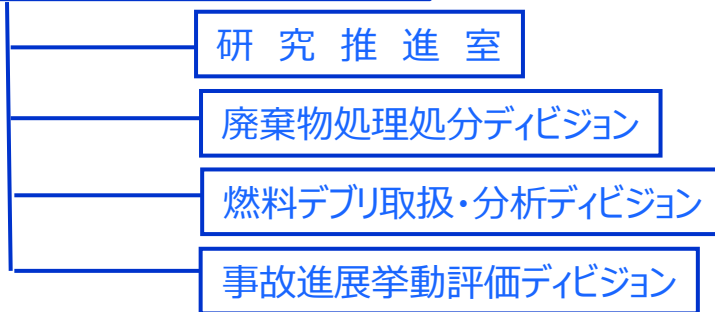 研究推進室
廃棄物処理処分ディビジョン
燃料デブリ取扱・分析ディビジョン
事故進展挙動評価ディビジョン